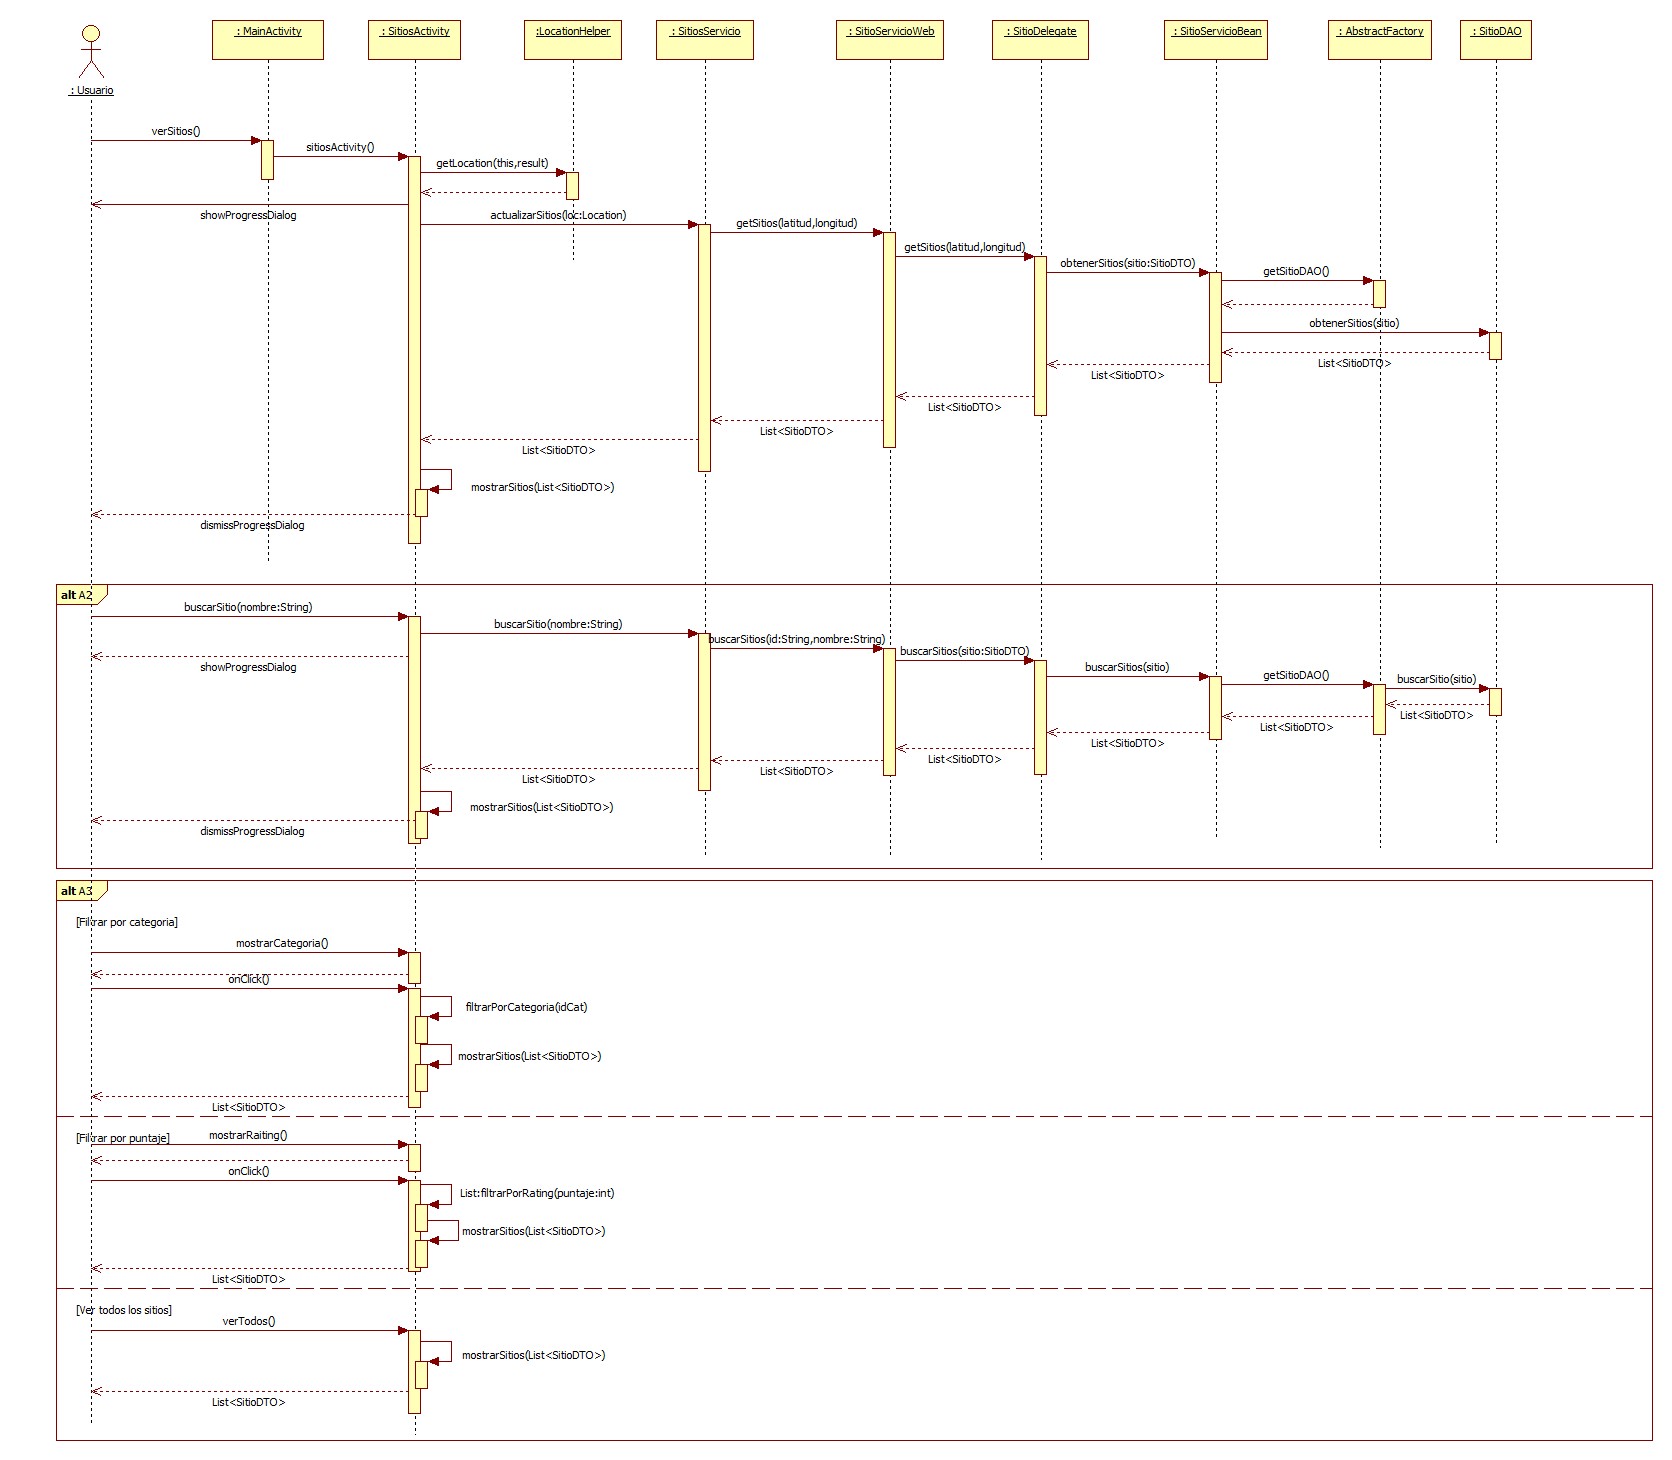 : MainActivity
: SitiosActivity
:LocationHelper
: SitiosServicio
: SitioServicioWeb
: SitioDelegate
: SitioServicioBean
: AbstractFactory
: SitioDAO
: Usuario
verSitios()
sitiosActivity()
getLocation(this,result)
showProgressDialog
actualizarSitios(loc:Location)
getSitios(latitud,longitud)
getSitios(latitud,longitud)
obtenerSitios(sitio:SitioDTO)
getSitioDAO()
obtenerSitios(sitio)
List<SitioDTO>
List<SitioDTO>
List<SitioDTO>
List<SitioDTO>
List<SitioDTO>
mostrarSitios(List<SitioDTO>)
dismissProgressDialog
alt A2
buscarSitio(nombre:String)
buscarSitio(nombre:String)
buscarSitios(id:String,nombre:String)
buscarSitios(sitio:SitioDTO)
showProgressDialog
buscarSitios(sitio)
getSitioDAO()
buscarSitio(sitio)
List<SitioDTO>
List<SitioDTO>
List<SitioDTO>
List<SitioDTO>
List<SitioDTO>
List<SitioDTO>
mostrarSitios(List<SitioDTO>)
dismissProgressDialog
alt A3
[Filtrar por categoria]
mostrarCategoria()
onClick()
filtrarPorCategoria(idCat)
mostrarSitios(List<SitioDTO>)
List<SitioDTO>
[Filtrar por puntaje]
mostrarRaiting()
onClick()
List:filtrarPorRating(puntaje:int)
mostrarSitios(List<SitioDTO>)
List<SitioDTO>
[Ver todos los sitios]
verTodos()
mostrarSitios(List<SitioDTO>)
List<SitioDTO>